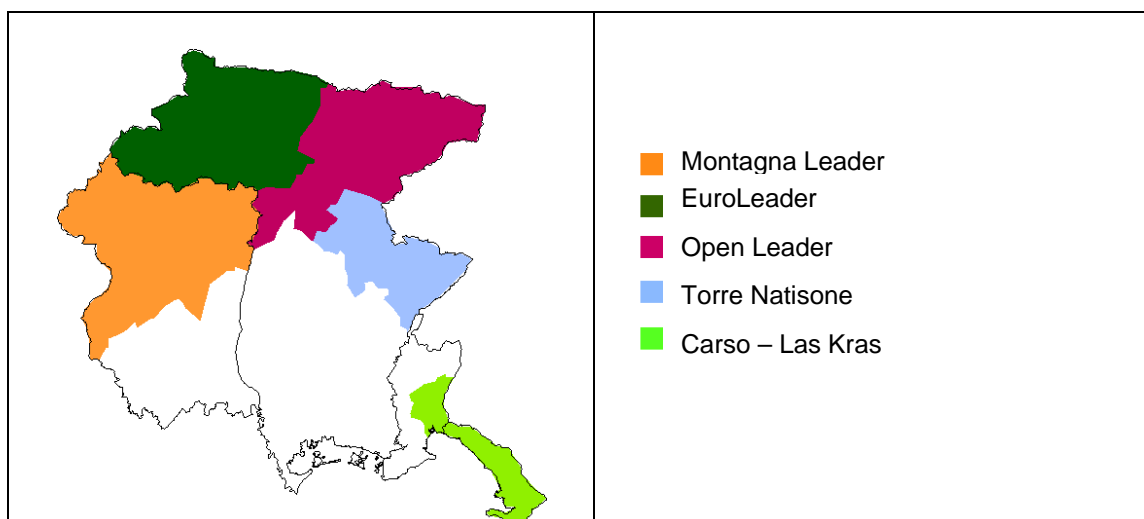 Montagna Leader
EuroLeader
Open Leader
Torre Natisone
Carso – Las Kras